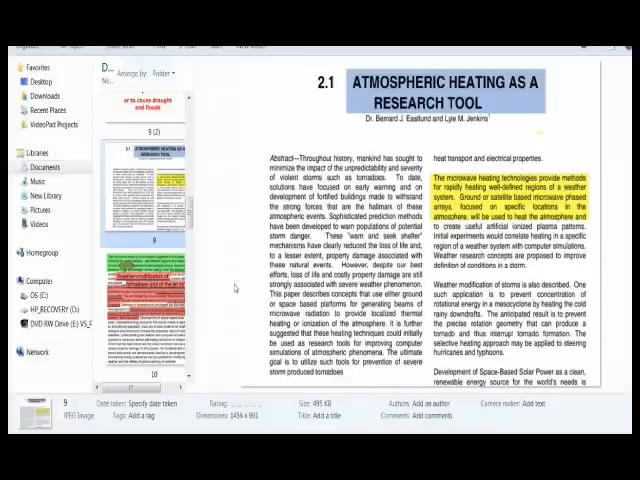 Favorites
Desktop
Downloads
Recent Places
VideoPad Projects
Libraries
Documents
Music
New Library
Pictures
Videos
Homegroup
Computer
OS (C:)
HP_RECOVERY (D:)
DVD RW Drive (E:) VS_F
Network
D...
Ne...
Arrange by: Folder
or to cause draught
and floods
9 (2)
9
10
2.1 ATMOSPHERIC HEATING AS A
RESEARCH TOOL
Dr. Bernard J. Eastlund and Lyle M. Jenkins
Abstract—Throughout history, mankind has sought to
minimize the impact of the unpredictability and severity
of violent storms such as tornadoes. To date,
solutions have focused on early warning and on
development of fortified buildings made to withstand
the strong forces that are the hallmark of these
atmospheric events. Sophisticated prediction methods
have been developed to warn populations of potential
storm danger. These "warn and seek shelter"
mechanisms have clearly reduced the loss of life and,
to a lesser extent, property damage associated with
these natural events. However, despite our best
efforts, loss of life and costly property damage are still
strongly associated with severe weather phenomenon.
This paper describes concepts that use either ground
or space based platforms for generating beams of
microwave radiation to provide localized thermal
heating or ionization of the atmosphere. It is further
suggested that these heating techniques could initially
be used as research tools for improving computer
simulations of atmospheric phenomena. The ultimate
goal is to utilize such tools for prevention of severe
storm produced tornadoes
heat transport and electrical properties.
The microwave heating technologies provide methods
for rapidly heating well-defined regions of a weather
system. Ground or satellite based microwave phased
arrays, focused on specific locations in the
atmosphere, will be used to heat the atmosphere and
to create useful artificial ionized plasma patterns.
Initial experiments would correlate heating in a specific
region of a weather system with computer simulations.
Weather research concepts are proposed to improve
definition of conditions in a storm.
Weather modification of storms is also described. One
such application is to prevent concentration of
rotational energy in a mesocyclone by heating the cold
rainy downdrafts. The anticipated result is to prevent
the precise rotation geometry that can produce a
tornado and thus interrupt tornado formation. The
selective heating approach may be applied to steering
hurricanes and typhoons.
Development of Space-Based Solar Power as a clean,
renewable energy source for the world's needs is
9
JPEG Image
Date taken: Specify date taken
Tags: Add a tag
Rating:
Dimensions: 1456 x 991
Size: 495 KB
Title: Add a title
Authors: Add an author
Comments: Add comments
Camera maker: Add text